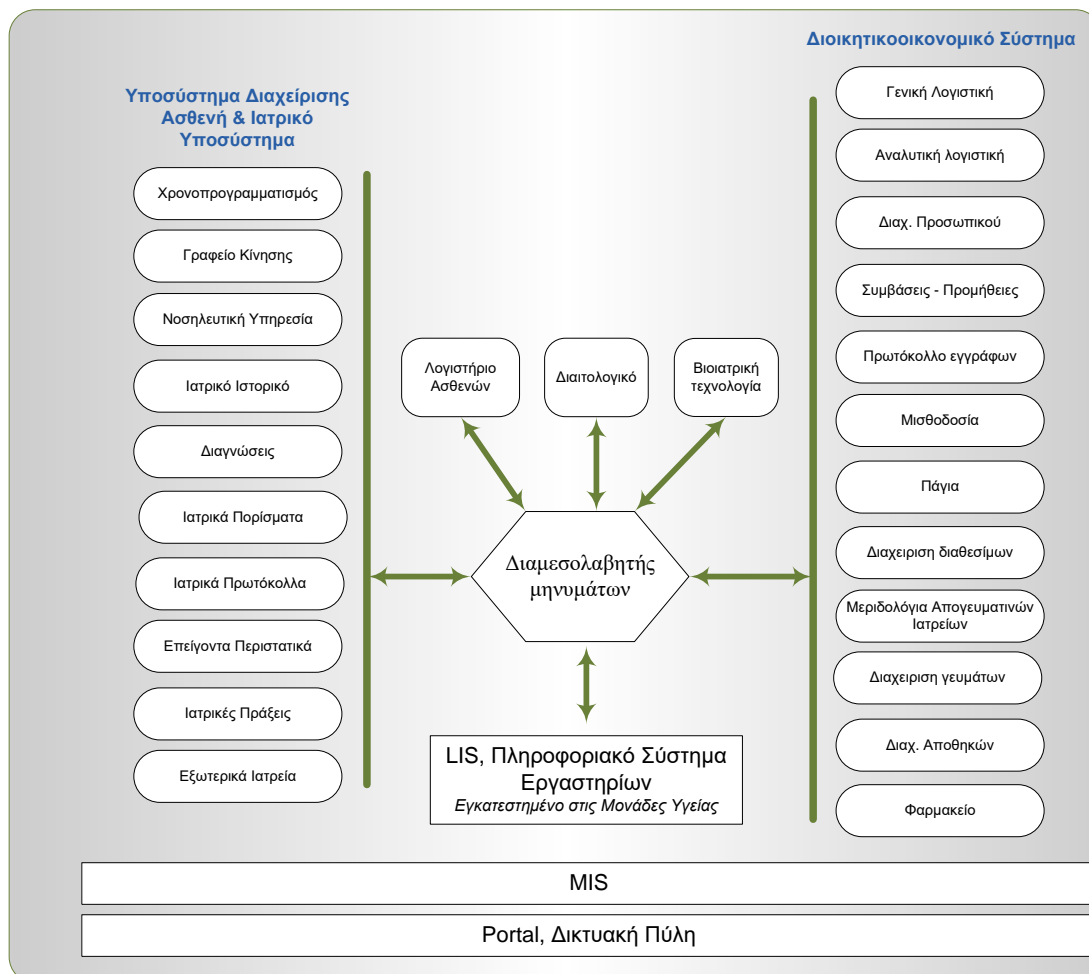 Διοικητικοοικονομικό Σύστημα
Υποσύστημα Διαχείρισης
Ασθενή & Ιατρικό
Υποσύστημα
Χρονοπρογραμματισμός
Γραφείο Κίνησης
Νοσηλευτική Υπηρεσία
Ιατρικό Ιστορικό
Διαγνώσεις
Ιατρικά Πορίσματα
Ιατρικά Πρωτόκολλα
Επείγοντα Περιστατικά
Ιατρικές Πράξεις
Εξωτερικά Ιατρεία
Λογιστήριο
Ασθενών
Διαιτολογικό
Βιοιατρική
τεχνολογία
Διαμεσολαβητής
μηνυμάτων
LIS, Πληροφοριακό Σύστημα
Εργαστηρίων
Εγκατεστημένο στις Μονάδες Υγείας
Γενική Λογιστική
Αναλυτική λογιστική
Διαχ. Προσωπικού
Συμβάσεις - Προμήθειες
Πρωτόκολλο εγγράφων
Μισθοδοσία
Πάγια
Διαχειριση διαθεσίμων
Μεριδολόγια Απογευματινών
Ιατρείων
Διαχειριση γευμάτων
Διαχ. Αποθηκών
Φαρμακείο
MIS
Portal, Δικτυακή Πύλη